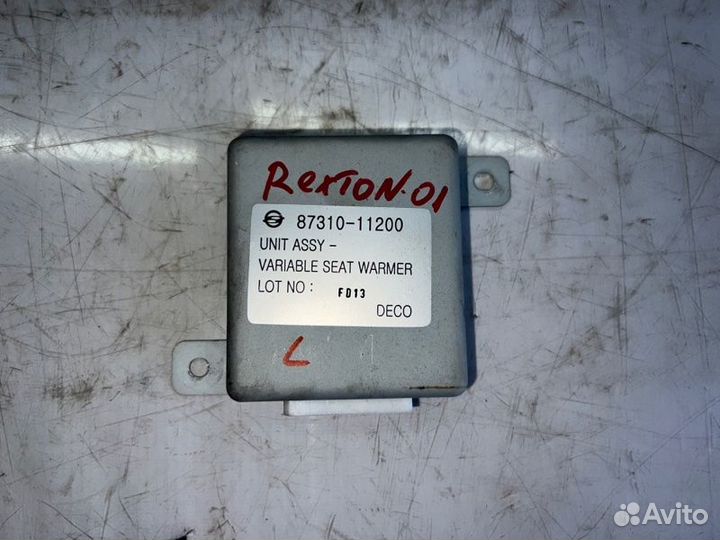 RexTON.01
87310-11200
UNIT ASSY -
VARIABLE SEAT WARMER
LOT NO : FD13
DECO
L
Avito